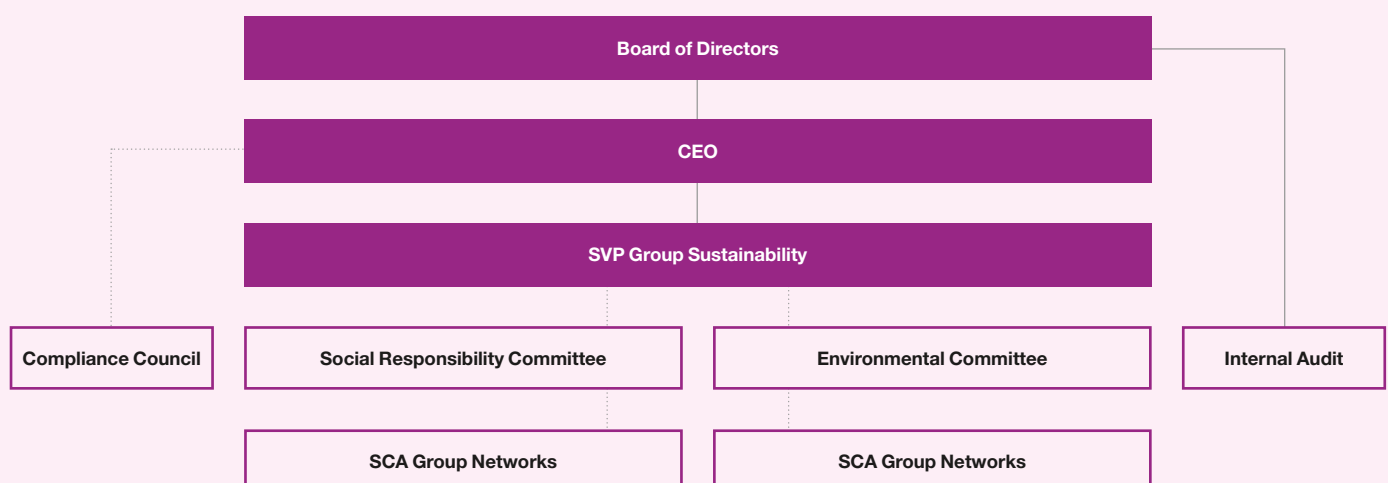 Board of Directors
CEO
SVP Group Sustainability
Compliance Council
Social Responsibility Committee
Environmental Committee
Internal Audit
SCA Group Networks
SCA Group Networks